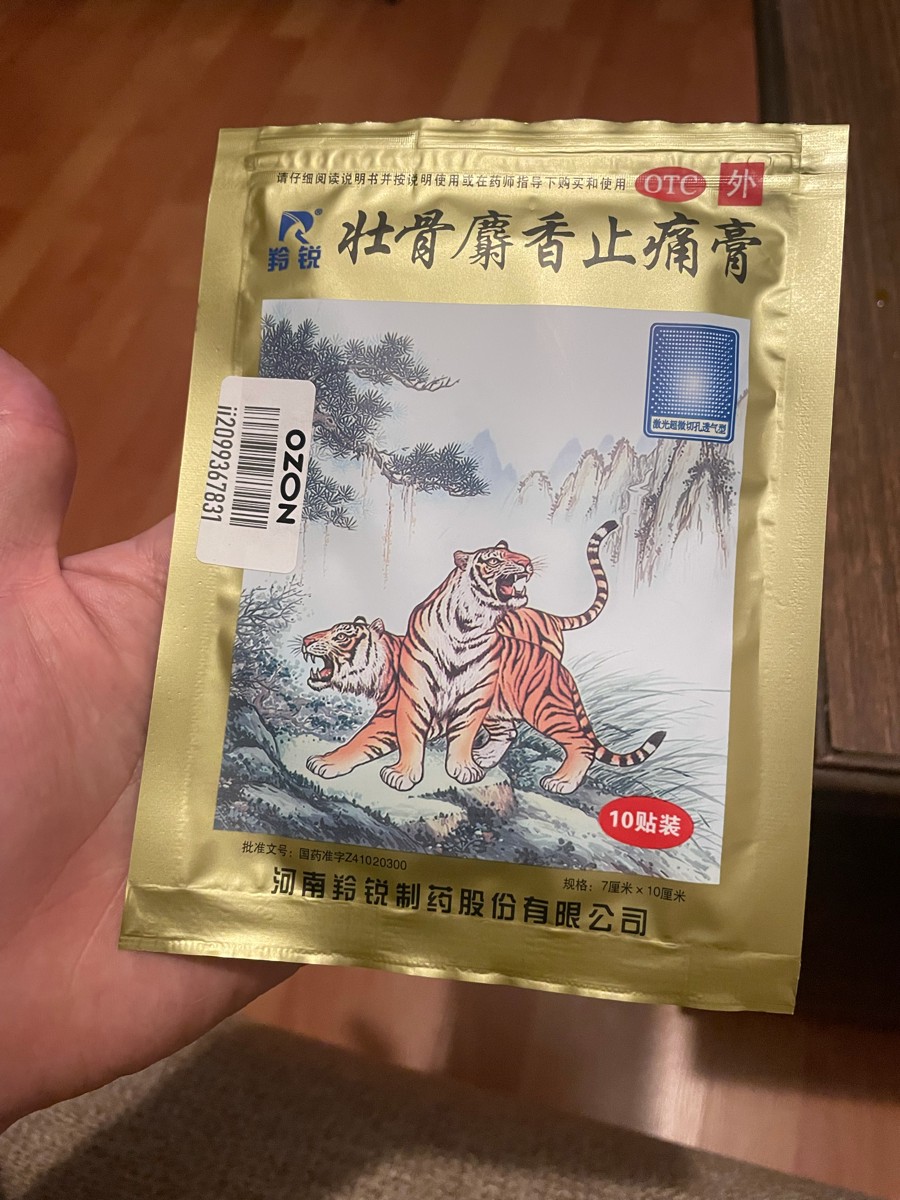 请仔细阅读说明书并按说明使用或在药师指导下购买和使用
OTC
外
羚锐®
壮骨麝香止痛膏
激光超微切孔透气型
OZON
ii2099367831
10贴装
批准文号：国药准字Z41020300
规格：7厘米×10厘米
河南羚锐制药股份有限公司